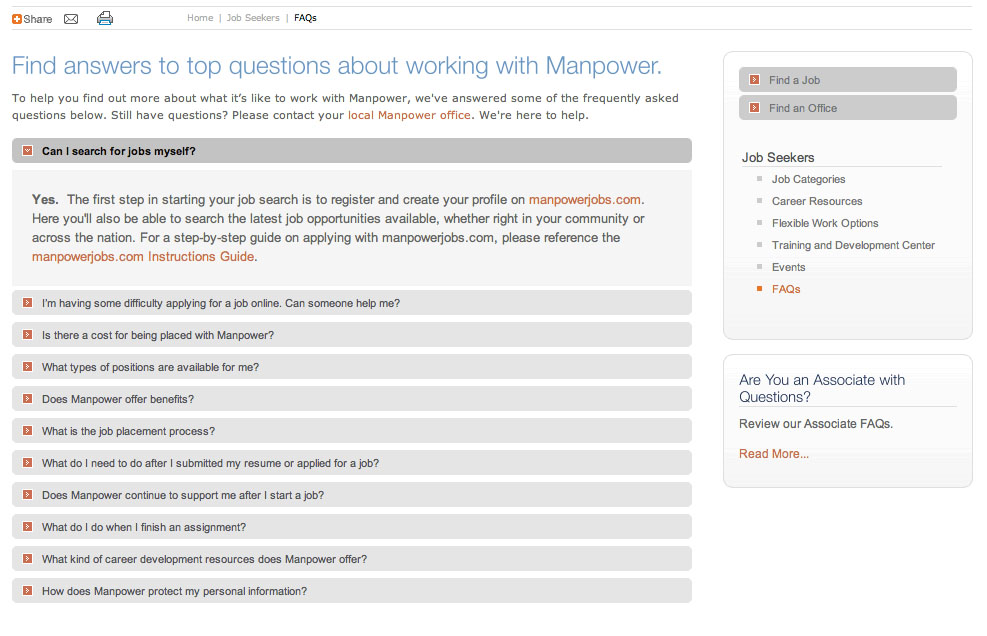 Share
Home | Job Seekers | FAQs
Find answers to top questions about working with Manpower.
To help you find out more about what it's like to work with Manpower, we've answered some of the frequently asked
questions below. Still have questions? Please contact your local Manpower office. We're here to help.
Can I search for jobs myself?
Yes. The first step in starting your job search is to register and create your profile on manpowerjobs.com.
Here you'll also be able to search the latest job opportunities available, whether right in your community or
across the nation. For a step-by-step guide on applying with manpowerjobs.com, please reference the
manpowerjobs.com Instructions Guide.
I'm having some difficulty applying for a job online. Can someone help me?
Is there a cost for being placed with Manpower?
What types of positions are available for me?
Does Manpower offer benefits?
What is the job placement process?
What do I need to do after I submitted my resume or applied for a job?
Does Manpower continue to support me after I start a job?
What do I do when I finish an assignment?
What kind of career development resources does Manpower offer?
How does Manpower protect my personal information?
Find a Job
Find an Office
Job Seekers
Job Categories
Career Resources
Flexible Work Options
Training and Development Center
Events
FAQs
Are You an Associate with
Questions?
Review our Associate FAQs.
Read More...